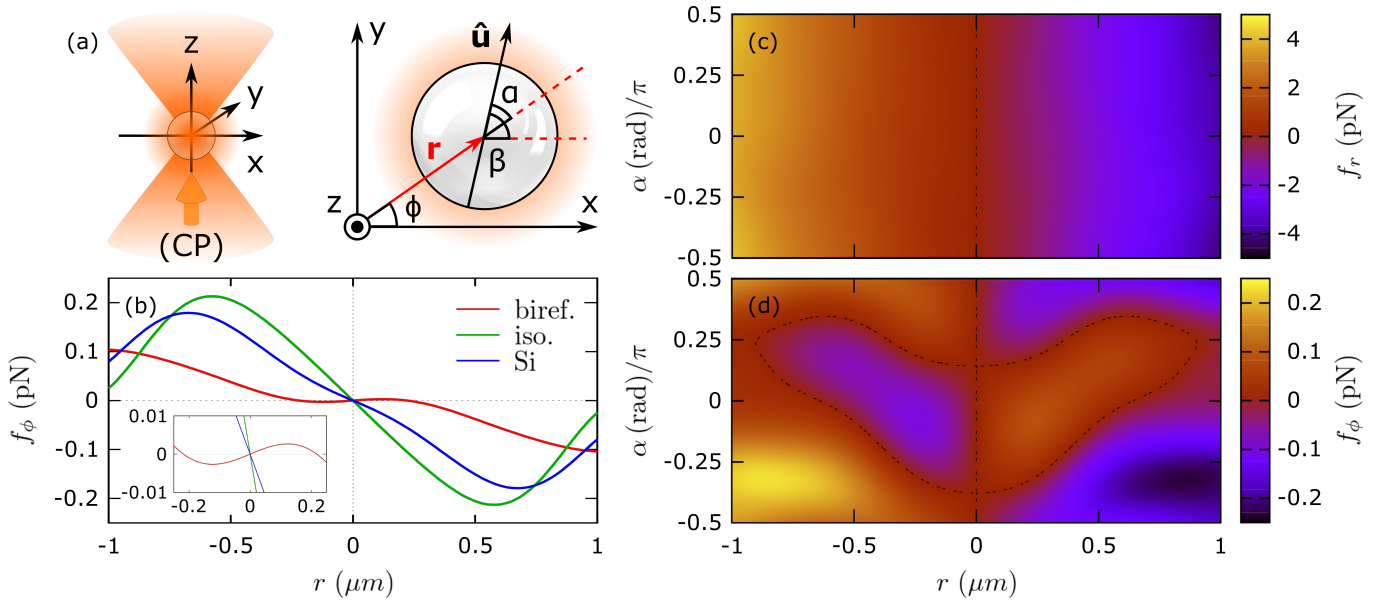 (a)
z
y
x
(CP)
y
û
α
r
β
z
ϕ
x
(b)
0.2
0.1
0
-0.1
-0.2
f_ϕ (pN)
biref.
iso.
Si
0.01
0
-0.01
-0.2 0 0.2
-1 -0.5 0 0.5 1
r (μm)
(c)
0.5
0.25
0
-0.25
-0.5
α (rad)/π
4
2
0
-2
-4
f_r (pN)
(d)
0.5
0.25
0
-0.25
-0.5
α (rad)/π
-1 -0.5 0 0.5 1
r (μm)
0.2
0.1
0
-0.1
-0.2
f_ϕ (pN)